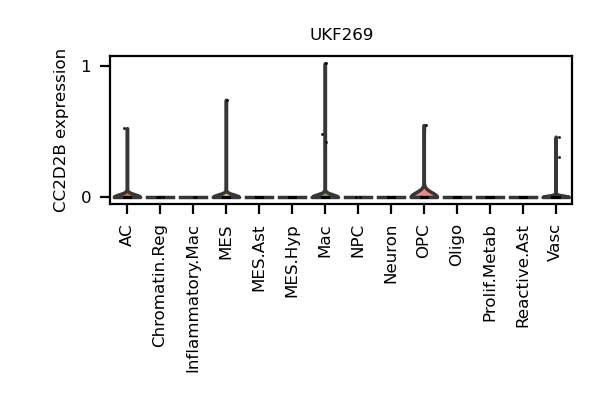 UKF269
CC2D2B expression
1
0
AC
Chromatin.Reg
Inflammatory.Mac
MES
MES.Ast
MES.Hyp
Mac
NPC
Neuron
OPC
Oligo
Prolif.Metab
Reactive.Ast
Vasc